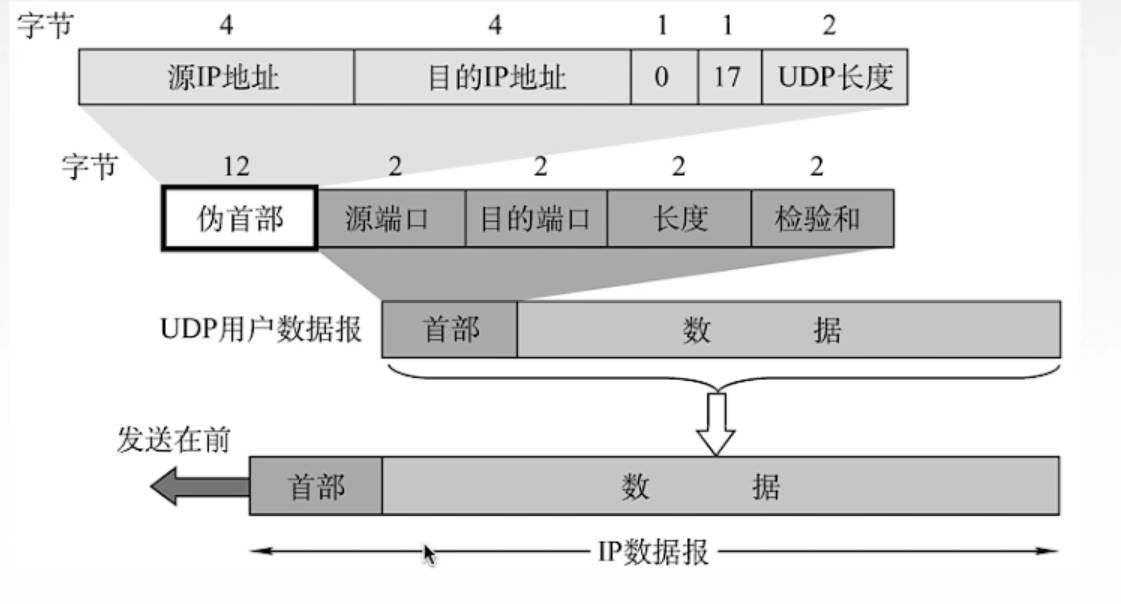 字节 4 4 1 1 2
源IP地址 目的IP地址 0 17 UDP长度
字节 12 2 2 2 2
伪首部 源端口 目的端口 长度 检验和
UDP用户数据报 首部 数 据
发送在前
首部 数 据
IP数据报